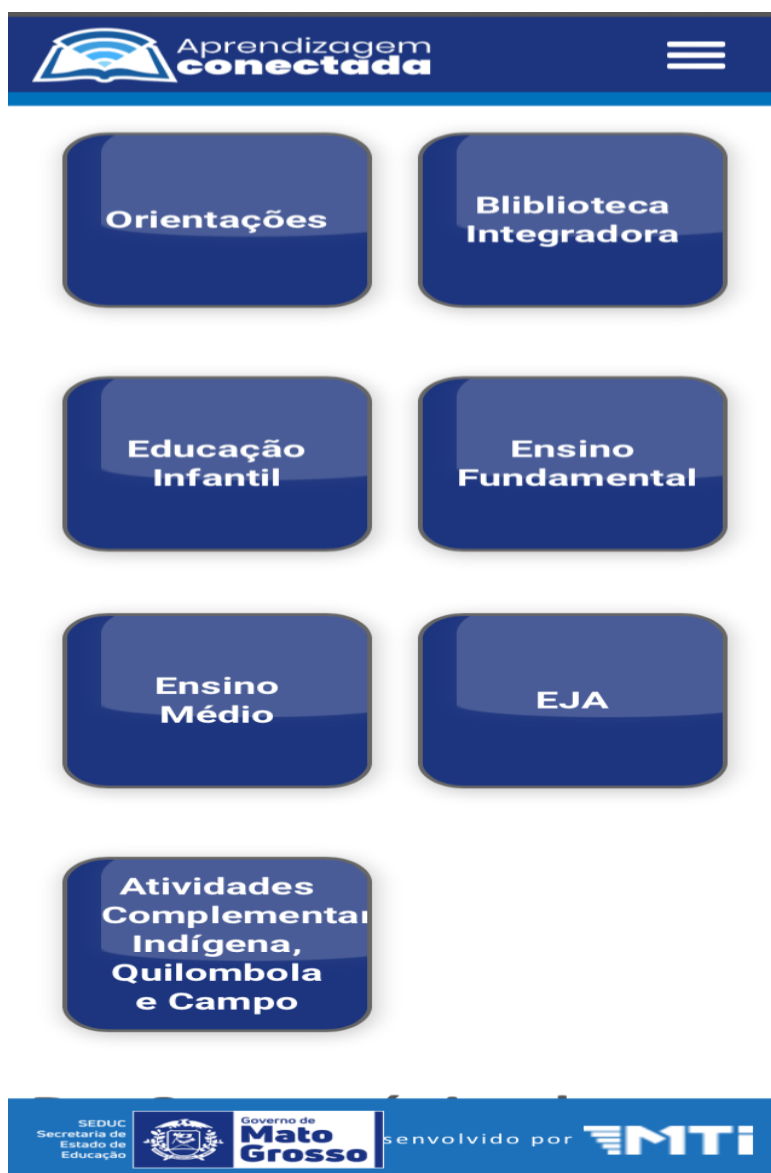 Aprendizagem
conectada
Orientações
Bliblioteca
Integradora
Educação
Infantil
Ensino
Fundamental
Ensino
Médio
EJA
Atividades
Complementar
Indígena,
Quilombola
e Campo
SEDUC
Secretaria de
Estado de
Educação
Governo de
Mato
Grosso
senvolvido por
MTi